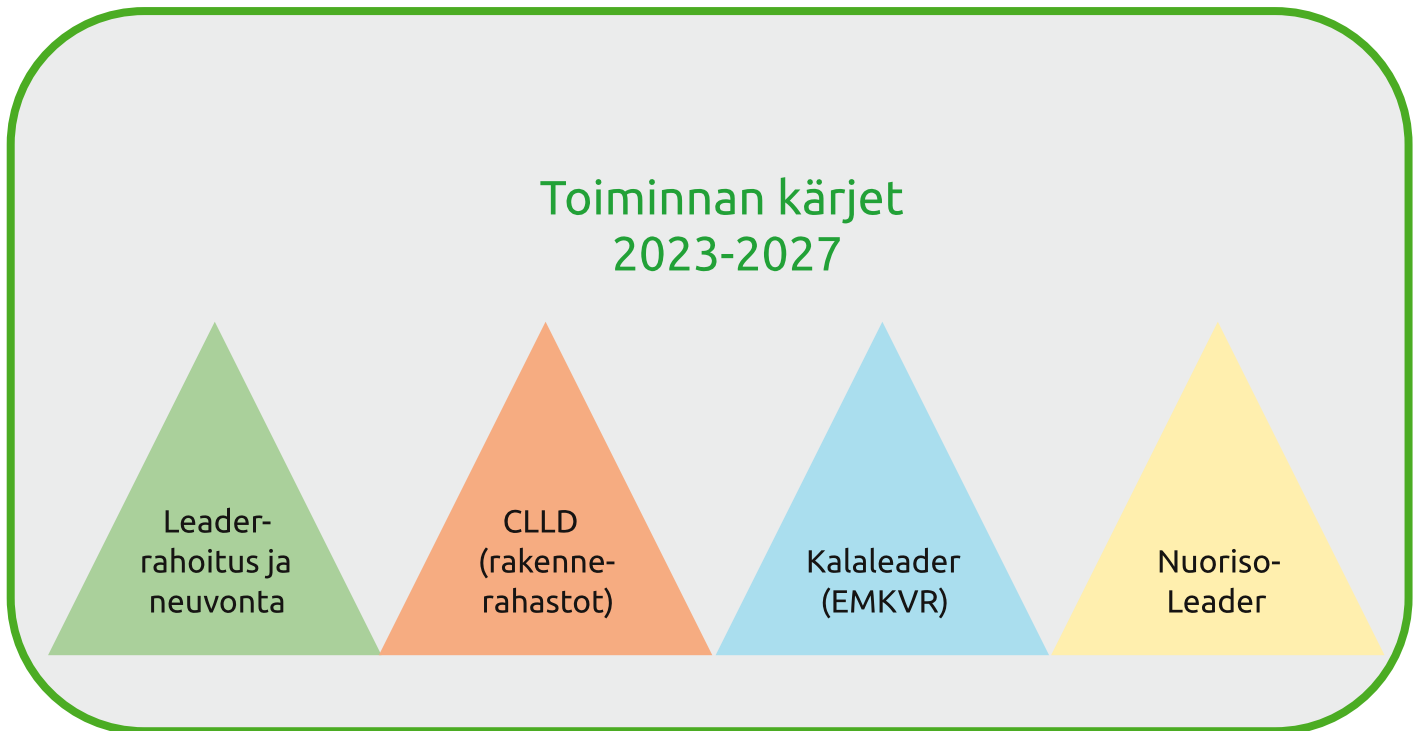 Toiminnan kärjet
2023-2027
Leader-
rahoitus ja
neuvonta
CLLD
(rakenne-
rahastot)
Kalaleader
(EMKVR)
Nuoriso-
Leader